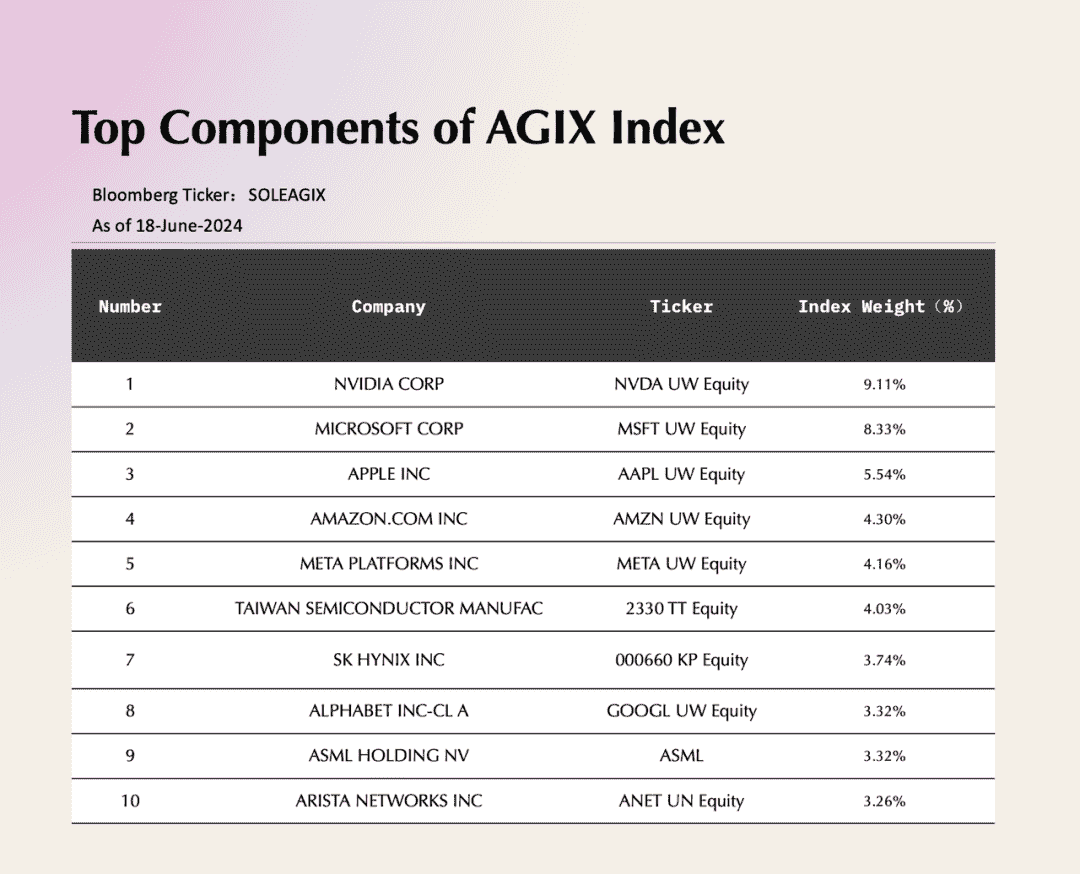 Top Components of AGIX Index
Bloomberg Ticker：SOLEAGIX
As of 18-June-2024
Number Company Ticker Index Weight（%）
1 NVIDIA CORP NVDA UW Equity 9.11%
2 MICROSOFT CORP MSFT UW Equity 8.33%
3 APPLE INC AAPL UW Equity 5.54%
4 AMAZON.COM INC AMZN UW Equity 4.30%
5 META PLATFORMS INC META UW Equity 4.16%
6 TAIWAN SEMICONDUCTOR MANUFAC 2330 TT Equity 4.03%
7 SK HYNIX INC 000660 KP Equity 3.74%
8 ALPHABET INC-CL A GOOGL UW Equity 3.32%
9 ASML HOLDING NV ASML 3.32%
10 ARISTA NETWORKS INC ANET UN Equity 3.26%